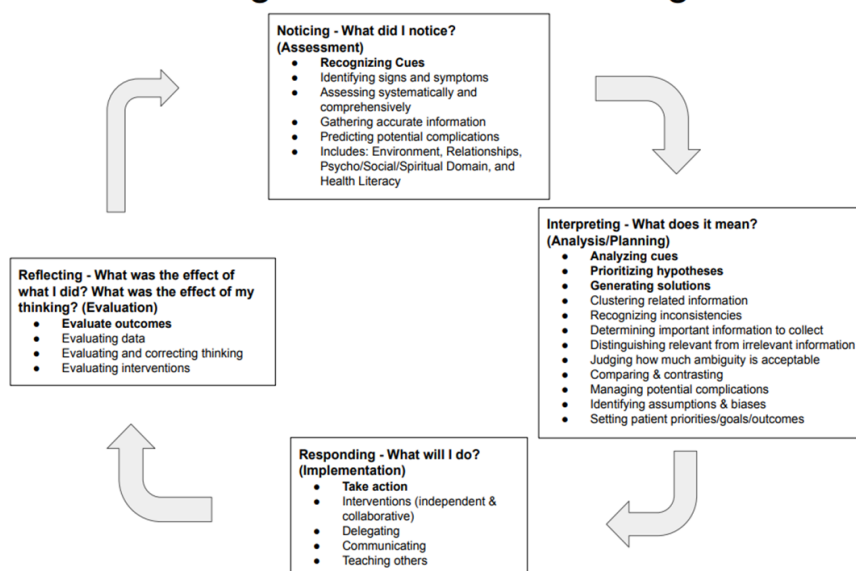 Noticing - What did I notice?
(Assessment)
● Recognizing Cues
● Identifying signs and symptoms
● Assessing systematically and
comprehensively
● Gathering accurate information
● Predicting potential complications
● Includes: Environment, Relationships,
Psycho/Social/Spiritual Domain, and
Health Literacy
Interpreting - What does it mean?
(Analysis/Planning)
● Analyzing cues
● Prioritizing hypotheses
● Generating solutions
● Clustering related information
● Recognizing inconsistencies
● Determining important information to collect
● Distinguishing relevant from irrelevant information
● Judging how much ambiguity is acceptable
● Comparing & contrasting
● Managing potential complications
● Identifying assumptions & biases
● Setting patient priorities/goals/outcomes
Responding - What will I do?
(Implementation)
● Take action
● Interventions (independent &
collaborative)
● Delegating
● Communicating
● Teaching others
Reflecting - What was the effect of
what I did? What was the effect of my
thinking? (Evaluation)
● Evaluate outcomes
● Evaluating data
● Evaluating and correcting thinking
● Evaluating interventions